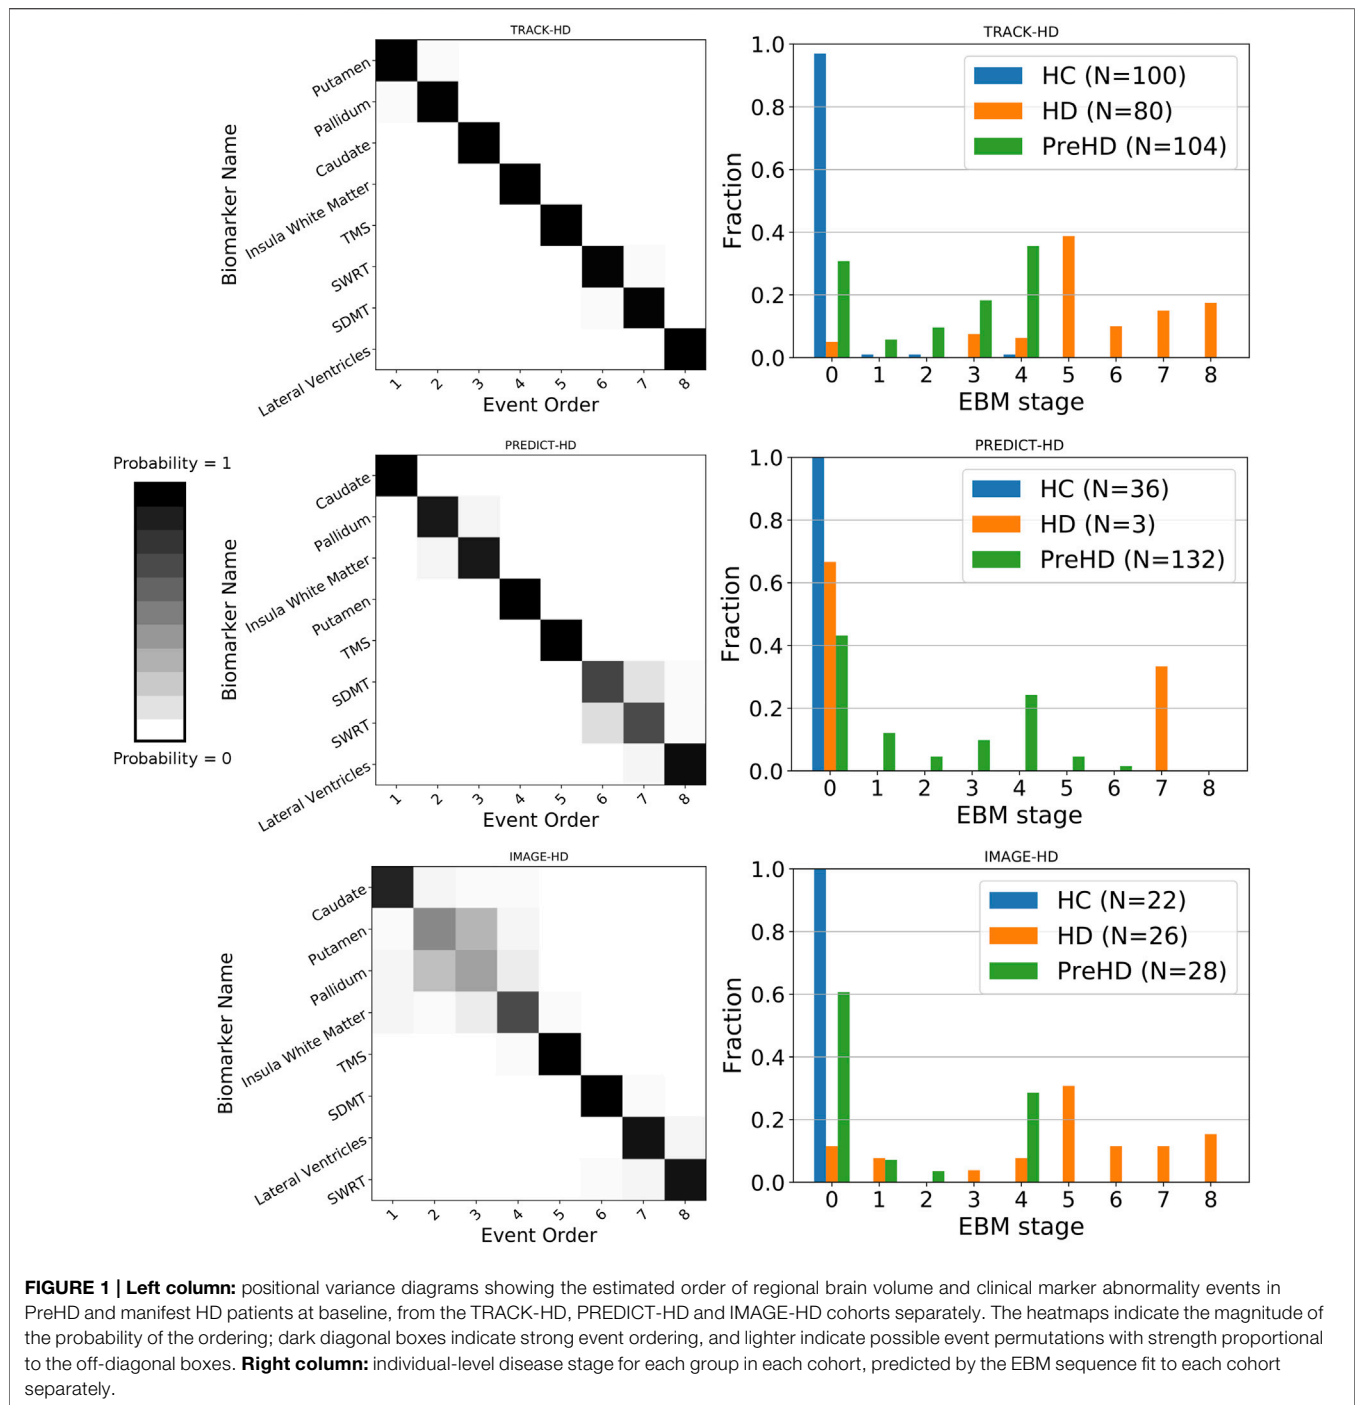 TRACK-HD
Putamen
Pallidum
Caudate
Insula White Matter
TMS
SWRT
SDMT
Lateral Ventricles
Biomarker Name
1 2 3 4 5 6 7 8
Event Order
TRACK-HD
1.0
0.8
0.6
0.4
0.2
0.0
Fraction
HC (N=100)
HD (N=80)
PreHD (N=104)
0 1 2 3 4 5 6 7 8
EBM stage
Probability = 1
Probability = 0
PREDICT-HD
Caudate
Pallidum
Insula White Matter
Putamen
TMS
SDMT
SWRT
Lateral Ventricles
Biomarker Name
1 2 3 4 5 6 7 8
Event Order
PREDICT-HD
1.0
0.8
0.6
0.4
0.2
0.0
Fraction
HC (N=36)
HD (N=3)
PreHD (N=132)
0 1 2 3 4 5 6 7 8
EBM stage
IMAGE-HD
Caudate
Putamen
Pallidum
Insula White Matter
TMS
SDMT
Lateral Ventricles
SWRT
Biomarker Name
1 2 3 4 5 6 7 8
Event Order
IMAGE-HD
1.0
0.8
0.6
0.4
0.2
0.0
Fraction
HC (N=22)
HD (N=26)
PreHD (N=28)
0 1 2 3 4 5 6 7 8
EBM stage
FIGURE 1 | Left column: positional variance diagrams showing the estimated order of regional brain volume and clinical marker abnormality events in
PreHD and manifest HD patients at baseline, from the TRACK-HD, PREDICT-HD and IMAGE-HD cohorts separately. The heatmaps indicate the magnitude of
the probability of the ordering; dark diagonal boxes indicate strong event ordering, and lighter indicate possible event permutations with strength proportional
to the off-diagonal boxes. Right column: individual-level disease stage for each group in each cohort, predicted by the EBM sequence fit to each cohort
separately.